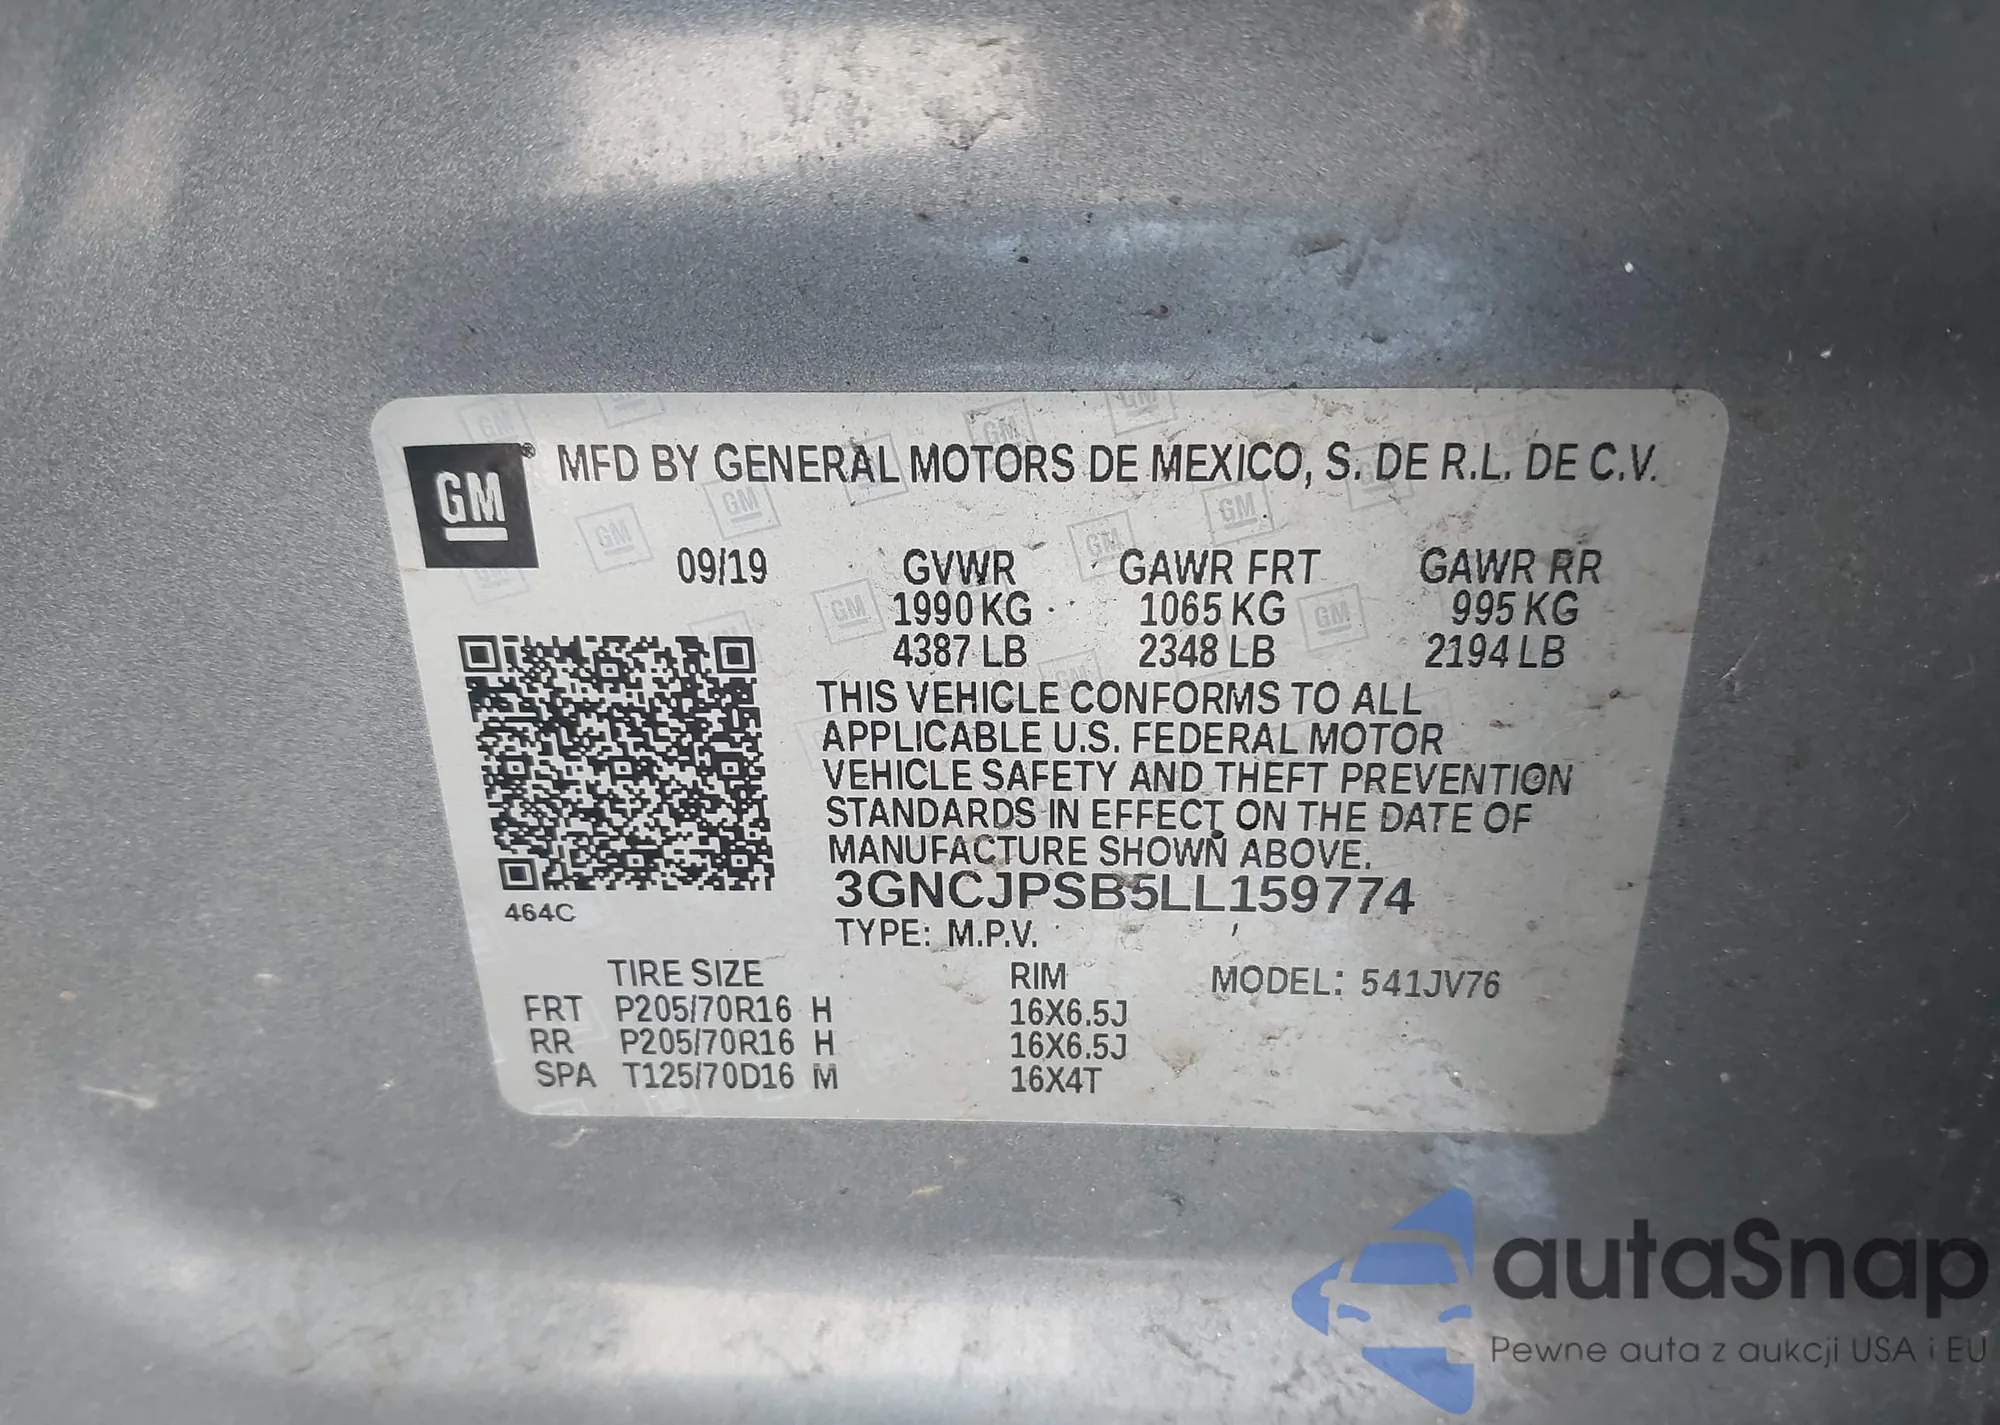 GM® MFD BY GENERAL MOTORS DE MEXICO, S. DE R.L. DE C.V.
09/19 GVWR GAWR FRT GAWR RR
1990 KG 1065 KG 995 KG
4387 LB 2348 LB 2194 LB
THIS VEHICLE CONFORMS TO ALL
APPLICABLE U.S. FEDERAL MOTOR
VEHICLE SAFETY AND THEFT PREVENTION
STANDARDS IN EFFECT ON THE DATE OF
MANUFACTURE SHOWN ABOVE.
3GNCJPSB5LL159774
464C
TYPE: M.P.V.
TIRE SIZE RIM MODEL: 541JV76
FRT P205/70R16 H 16X6.5J
RR P205/70R16 H 16X6.5J
SPA T125/70D16 M 16X4T
autaSnap
Pewne auta z aukcji USA i EU